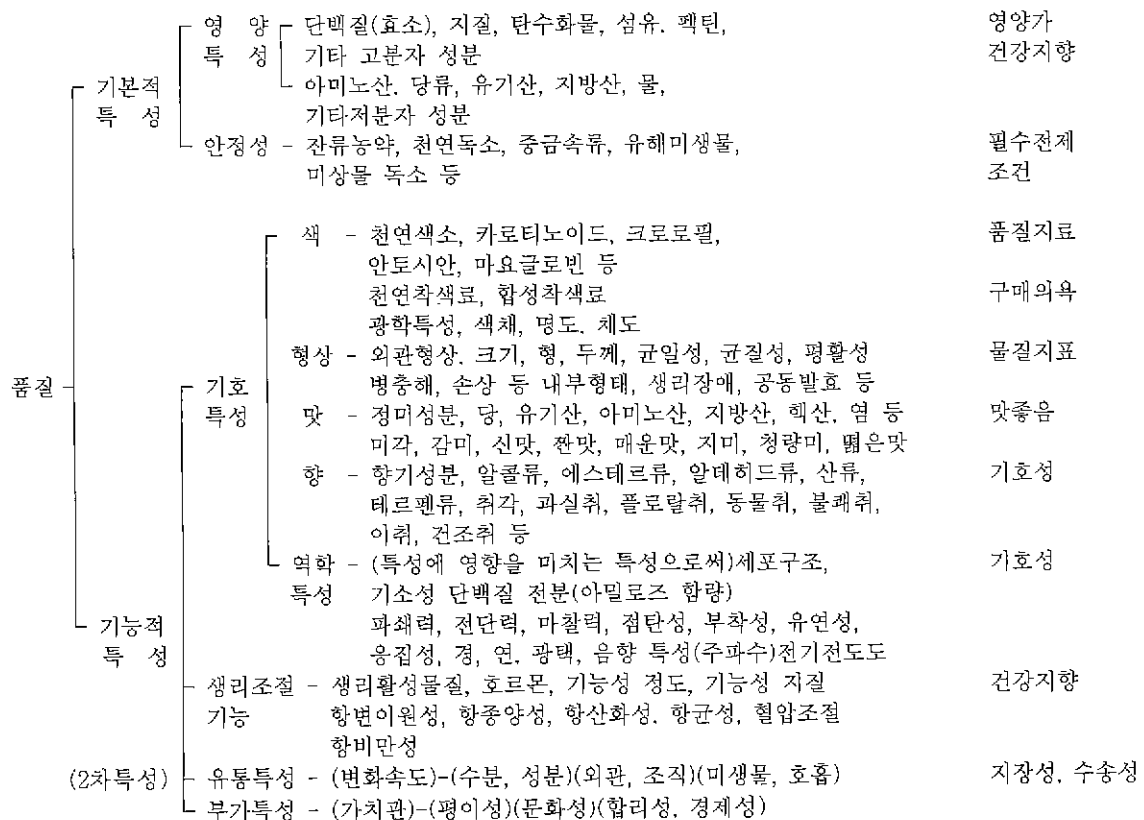 영 양 단백질(효소), 지질, 탄수화물, 섬유. 펙틴, 영양가
특 성 기타 고분자 성분 건강지향
기본적 아미노산. 당류, 유기산, 지방산, 물,
특 성 기타저분자 성분
안정성 - 잔류농약, 천연독소, 중금속류, 유해미생물, 필수전제
미상물 독소 등 조건
색 - 천연색소, 카로티노이드, 크로로필, 품질지료
안토시안, 마요글로빈 등
천연착색료, 합성착색료 구매의욕
광학특성, 색채, 명도. 채도
형상 - 외관형상. 크기, 형, 두께, 균일성, 균질성, 평활성 물질지표
품질 기호 병충해, 손상 등 내부형태, 생리장애, 공동발효 등
특성 맛 - 정미성분, 당, 유기산, 아미노산, 지방산, 핵산, 염 등 맛좋음
미각, 감미, 신맛, 짠맛, 매운맛, 지미, 청량미, 떫은맛
향 - 향기성분, 알콜류, 에스테르류, 알데히드류, 산류, 기호성
테르펜류, 취각, 과실취, 플로랄취, 동물취, 불쾌취,
이취, 건조취 등
역학 - (특성에 영향을 미치는 특성으로써)세포구조, 가호성
특성 기소성 단백질 전분(아밀로즈 함량)
기능적 파쇄력, 전단력, 마찰력, 점탄성, 부착성, 유연성,
특 성 응집성, 경, 연. 광택, 음향 특성(주파수)전기전도도
생리조절 - 생리활성물질, 호르몬, 기능성 정도, 기능성 지질 건강지향
기능 항변이원성, 항종양성, 항산화성. 항균성, 혈압조절
항비만성
(2차특성) 유통특성 - (변화속도)-(수분, 성분)(외관, 조직)(미생물, 호흡) 지장성, 수송성
부가특성 - (가치관)-(평이성)(문화성)(합리성, 경제성)